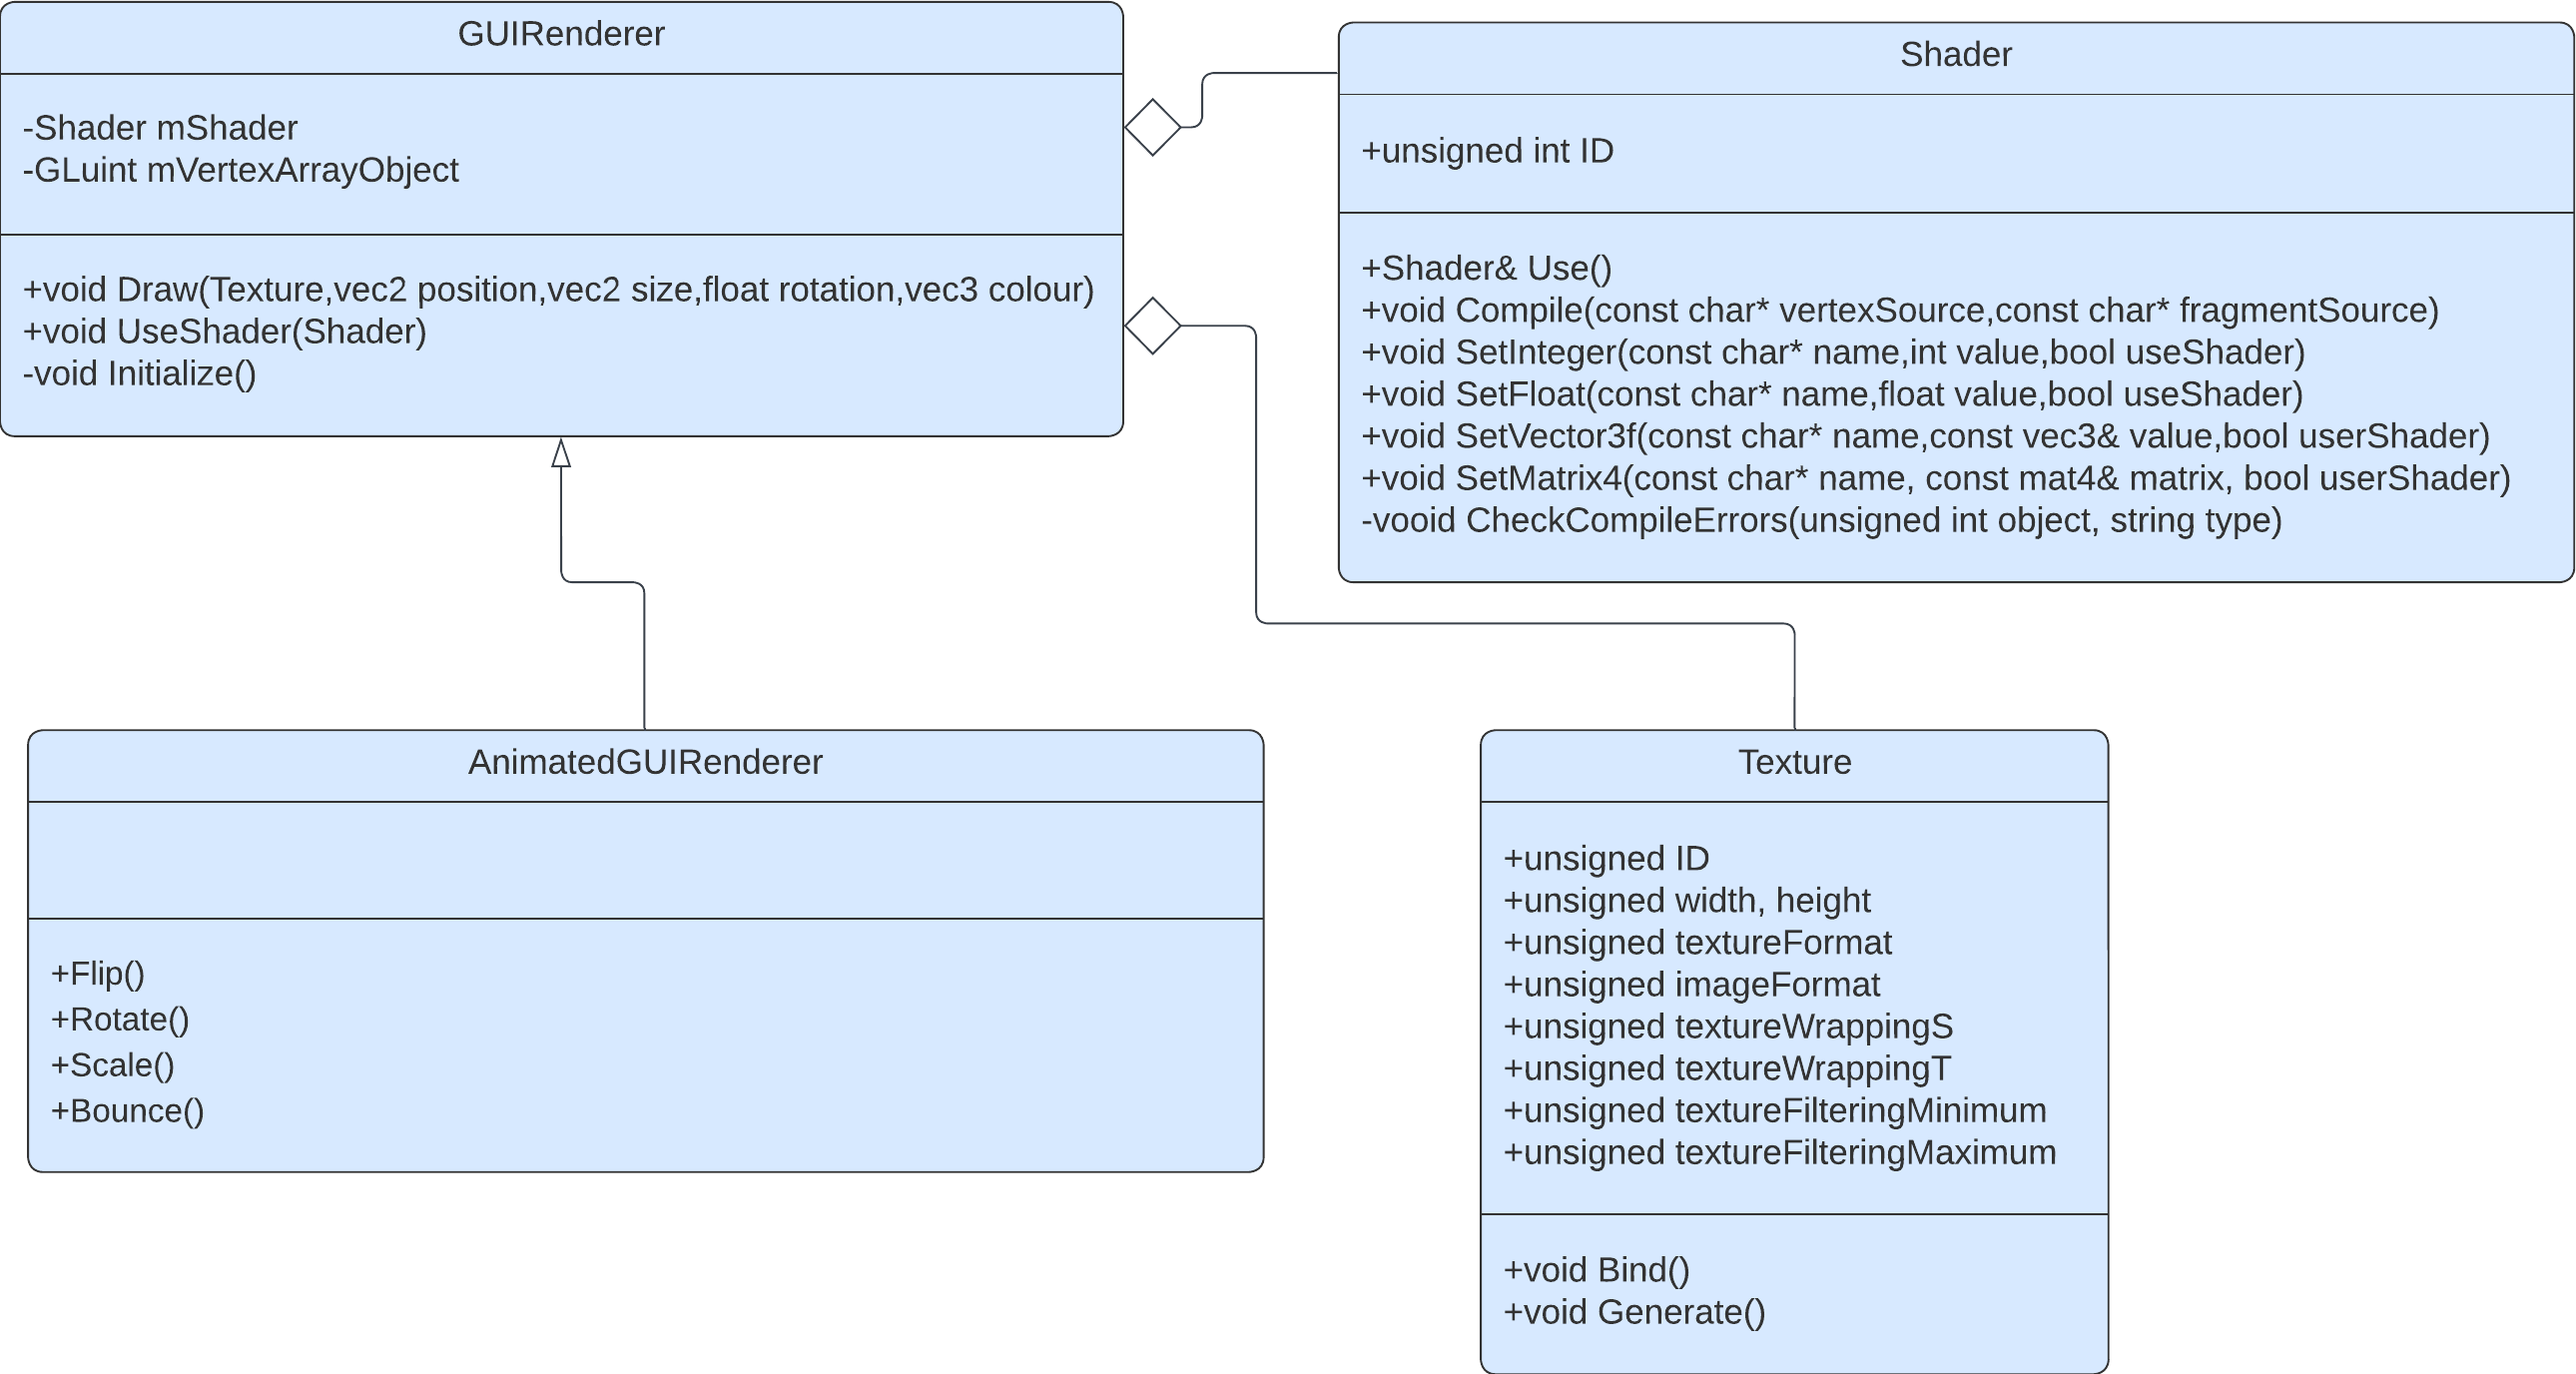 GUIRenderer
-Shader mShader
-GLuint mVertexArrayObject
+void Draw(Texture,vec2 position,vec2 size,float rotation,vec3 colour)
+void UseShader(Shader)
-void Initialize()
Shader
+unsigned int ID
+Shader& Use()
+void Compile(const char* vertexSource,const char* fragmentSource)
+void SetInteger(const char* name,int value,bool useShader)
+void SetFloat(const char* name,float value,bool useShader)
+void SetVector3f(const char* name,const vec3& value,bool userShader)
+void SetMatrix4(const char* name, const mat4& matrix, bool userShader)
-vooid CheckCompileErrors(unsigned int object, string type)
AnimatedGUIRenderer
+Flip()
+Rotate()
+Scale()
+Bounce()
Texture
+unsigned ID
+unsigned width, height
+unsigned textureFormat
+unsigned imageFormat
+unsigned textureWrappingS
+unsigned textureWrappingT
+unsigned textureFilteringMinimum
+unsigned textureFilteringMaximum
+void Bind()
+void Generate()